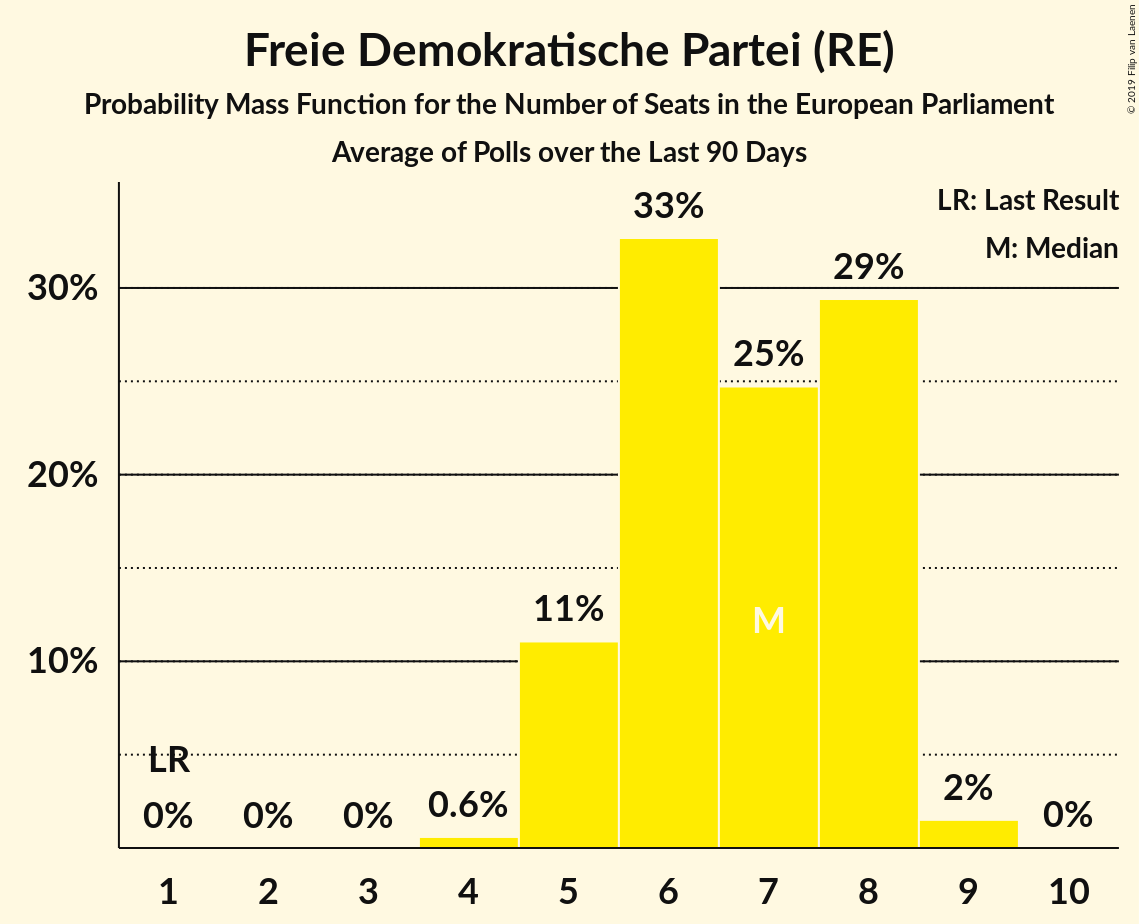 Freie Demokratische Partei (RE)
Probability Mass Function for the Number of Seats in the European Parliament
Average of Polls over the Last 90 Days
© 2019 Filip van Laenen
LR: Last Result
M: Median
33%
29%
30%
25%
20%
11%
M
10%
LR
0%
0%
0%
0.6%
2%
0%
1
2
3
4
5
6
7
8
9
10